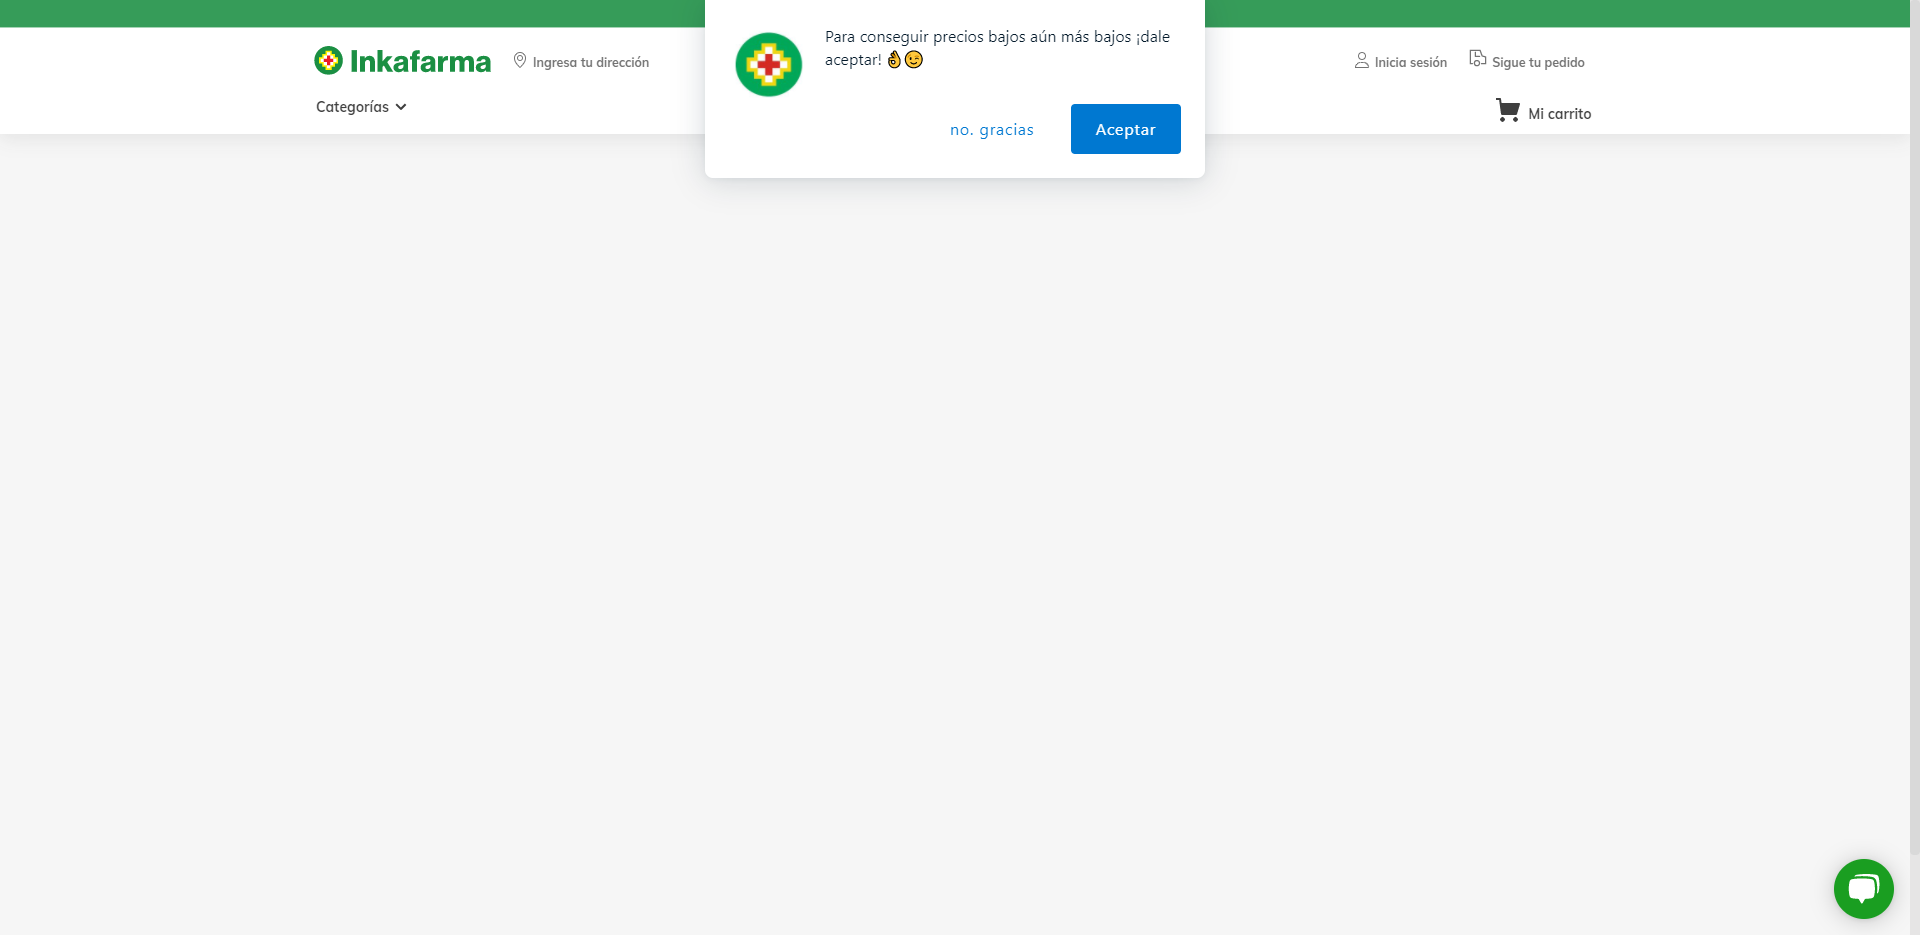 Para conseguir precios bajos aún más bajos ¡dale
aceptar! 👌😉
no. gracias
Aceptar
Inkafarma
Ingresa tu dirección
Inicia sesión
Sigue tu pedido
Categorías
Mi carrito